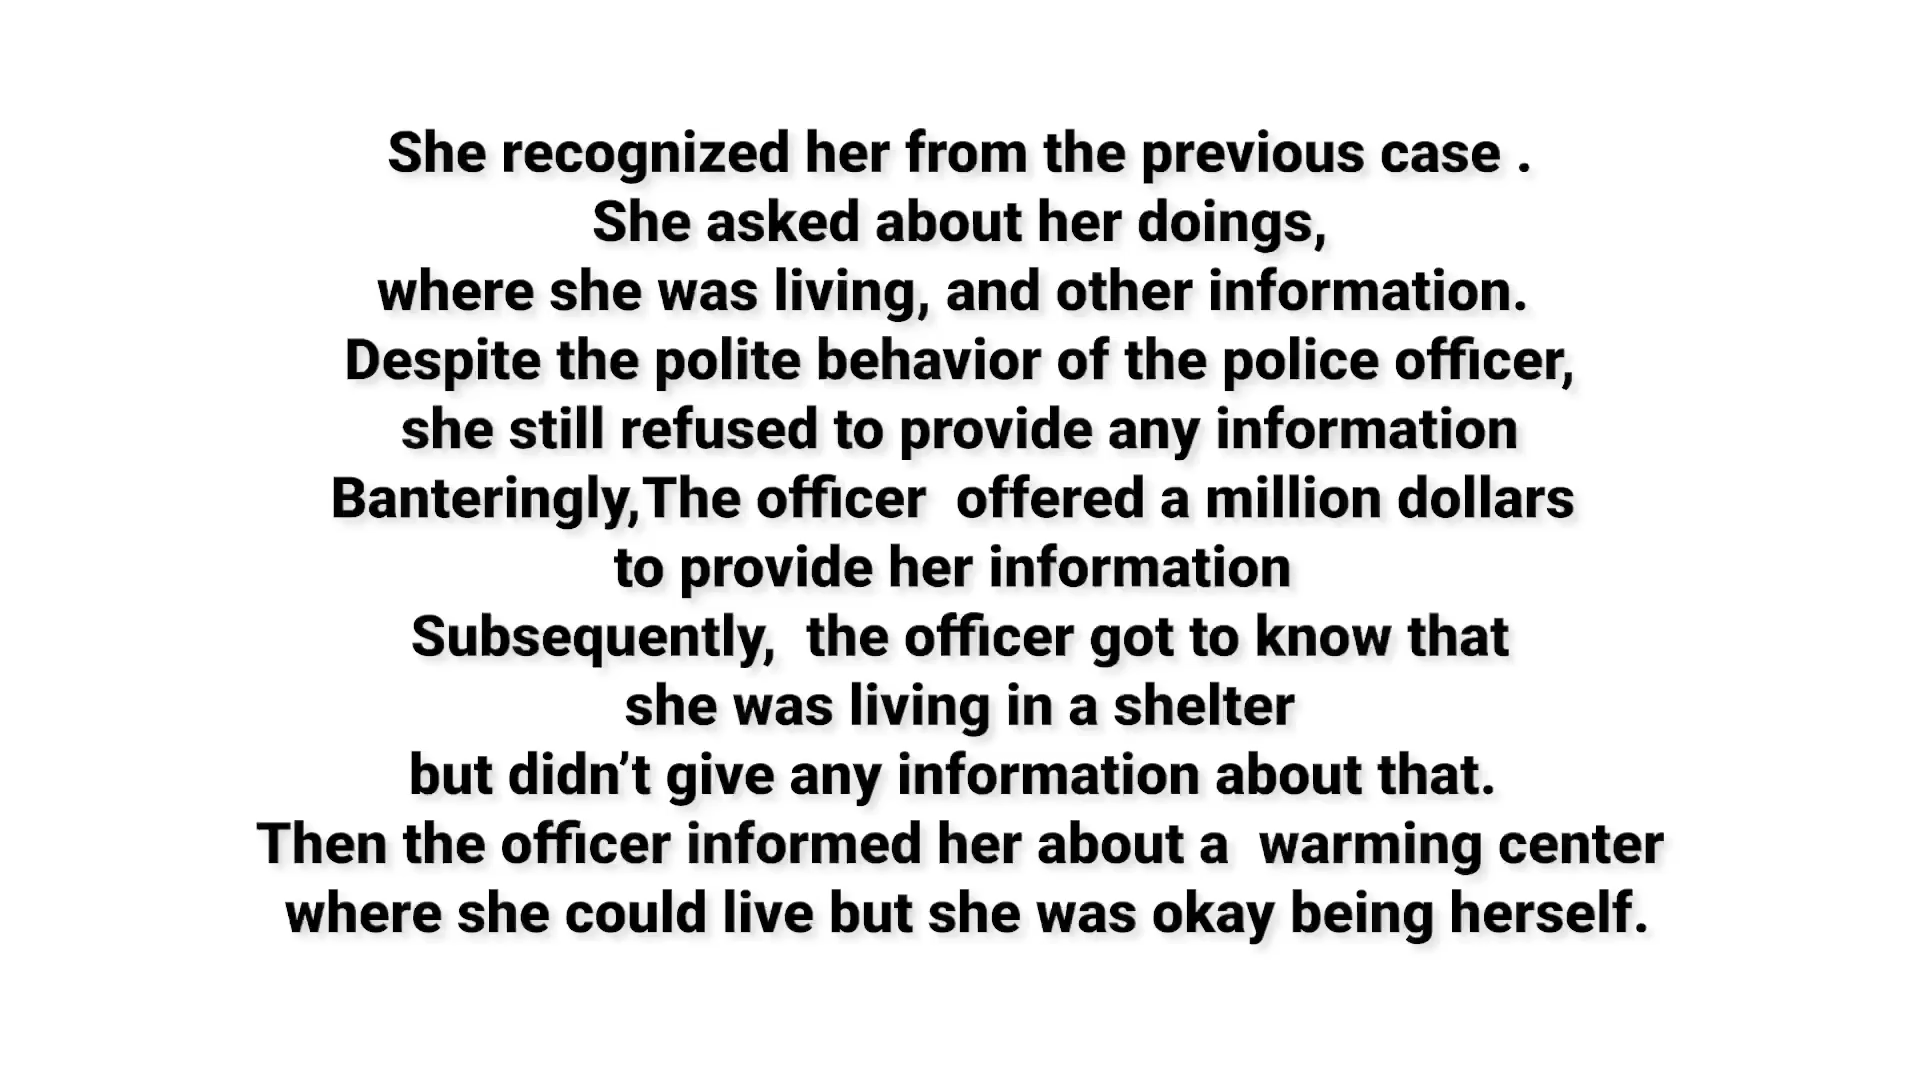 She recognized her from the previous case .
She asked about her doings,
where she was living, and other information.
Despite the polite behavior of the police officer,
she still refused to provide any information
Banteringly,The officer  offered a million dollars
to provide her information
Subsequently,  the officer got to know that
she was living in a shelter
but didn’t give any information about that.
Then the officer informed her about a  warming center
where she could live but she was okay being herself.